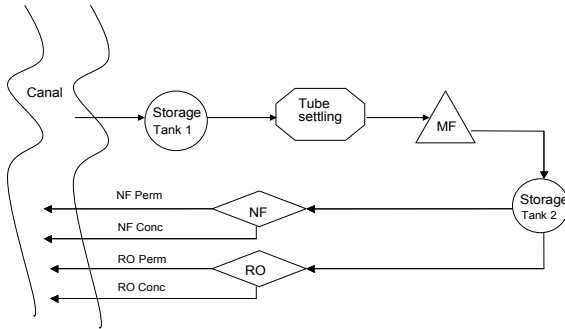 Canal
Storage
Tank 1
Tube
settling
MF
Storage
Tank 2
NF Perm
NF
NF Conc
RO Perm
RO
RO Conc